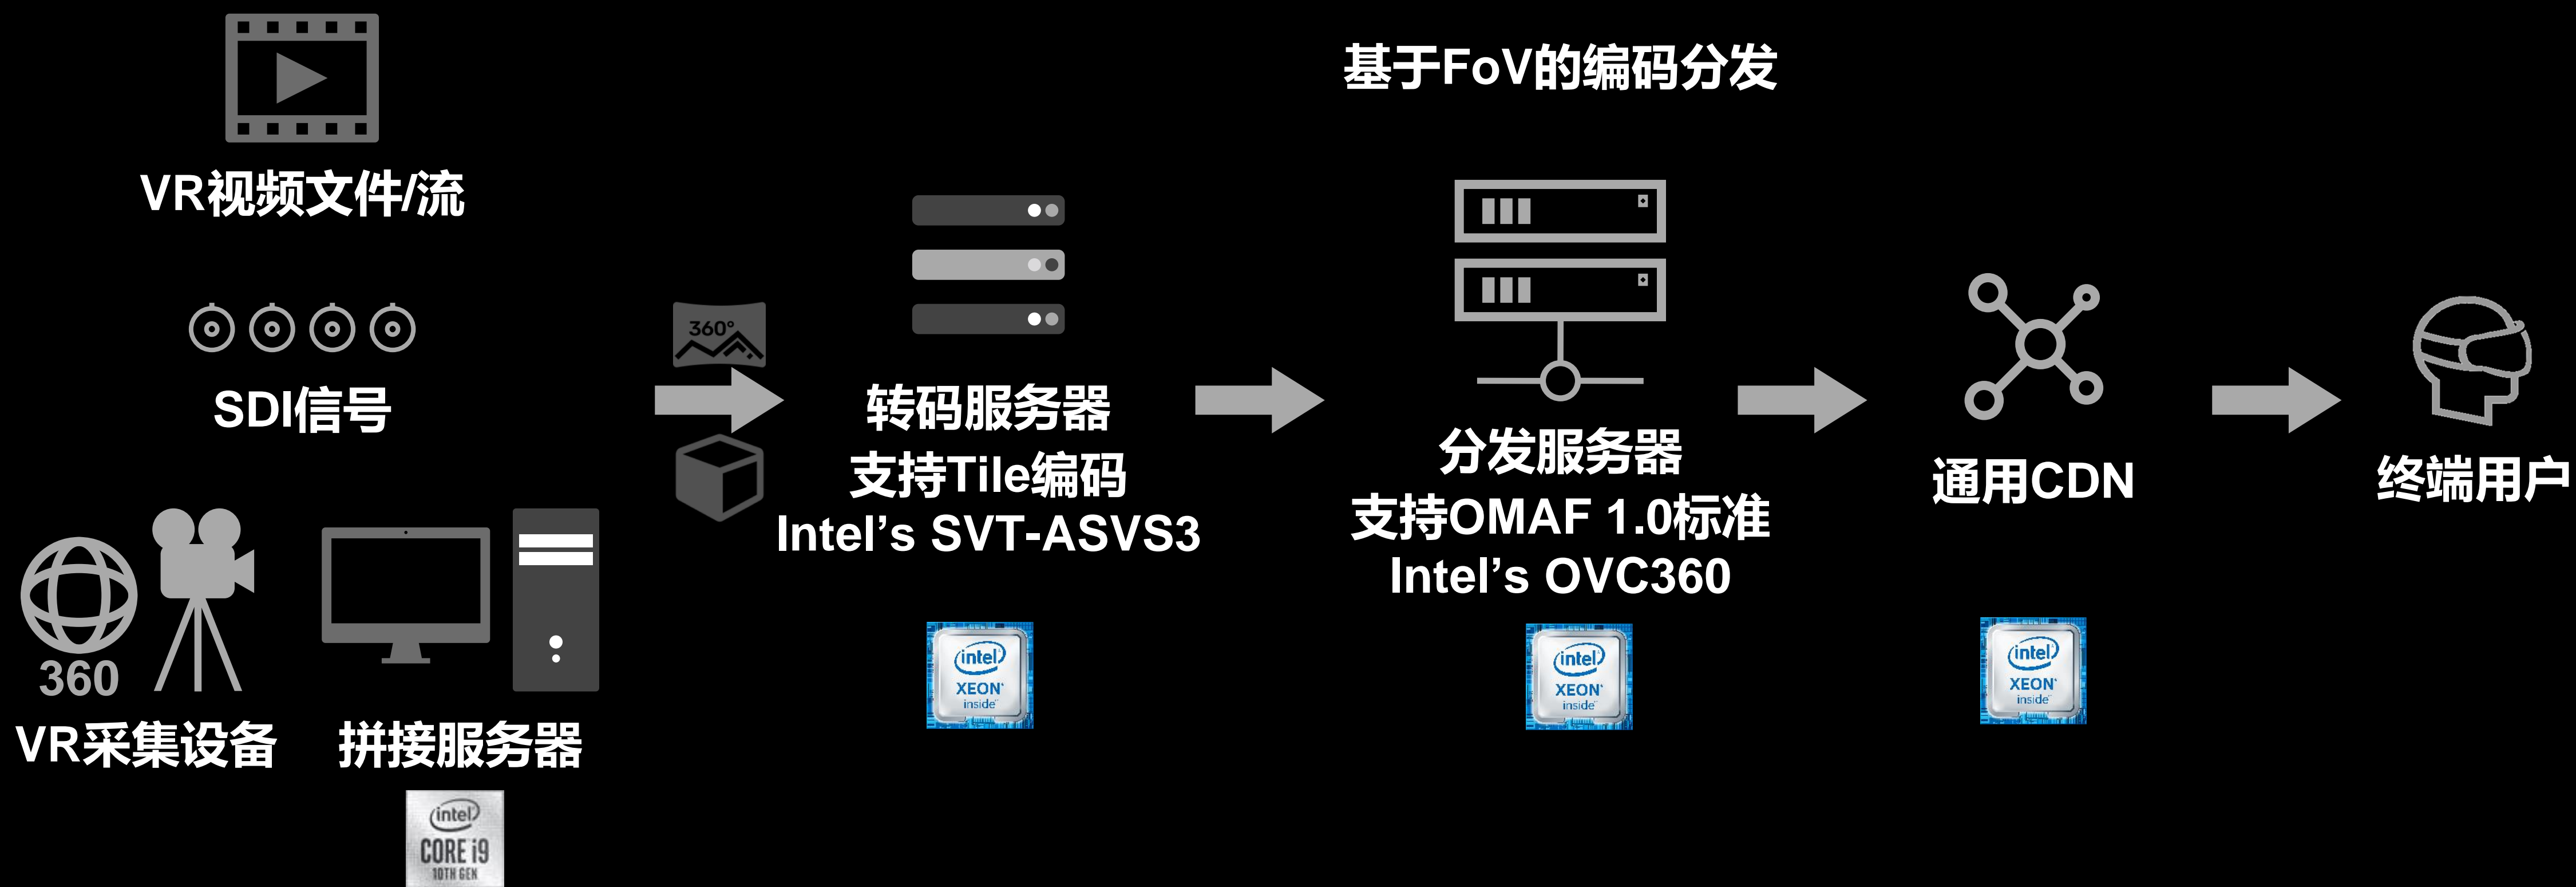 基于FoV的编码分发
VR视频文件/流
SDI信号
360
VR采集设备
拼接服务器
intel
CORE i9
10TH GEN
360°
转码服务器
支持Tile编码
Intel's SVT-ASVS3
intel
XEON
inside
分发服务器
支持OMAF 1.0标准
Intel's OVC360
intel
XEON
inside
通用CDN
intel
XEON
inside
终端用户